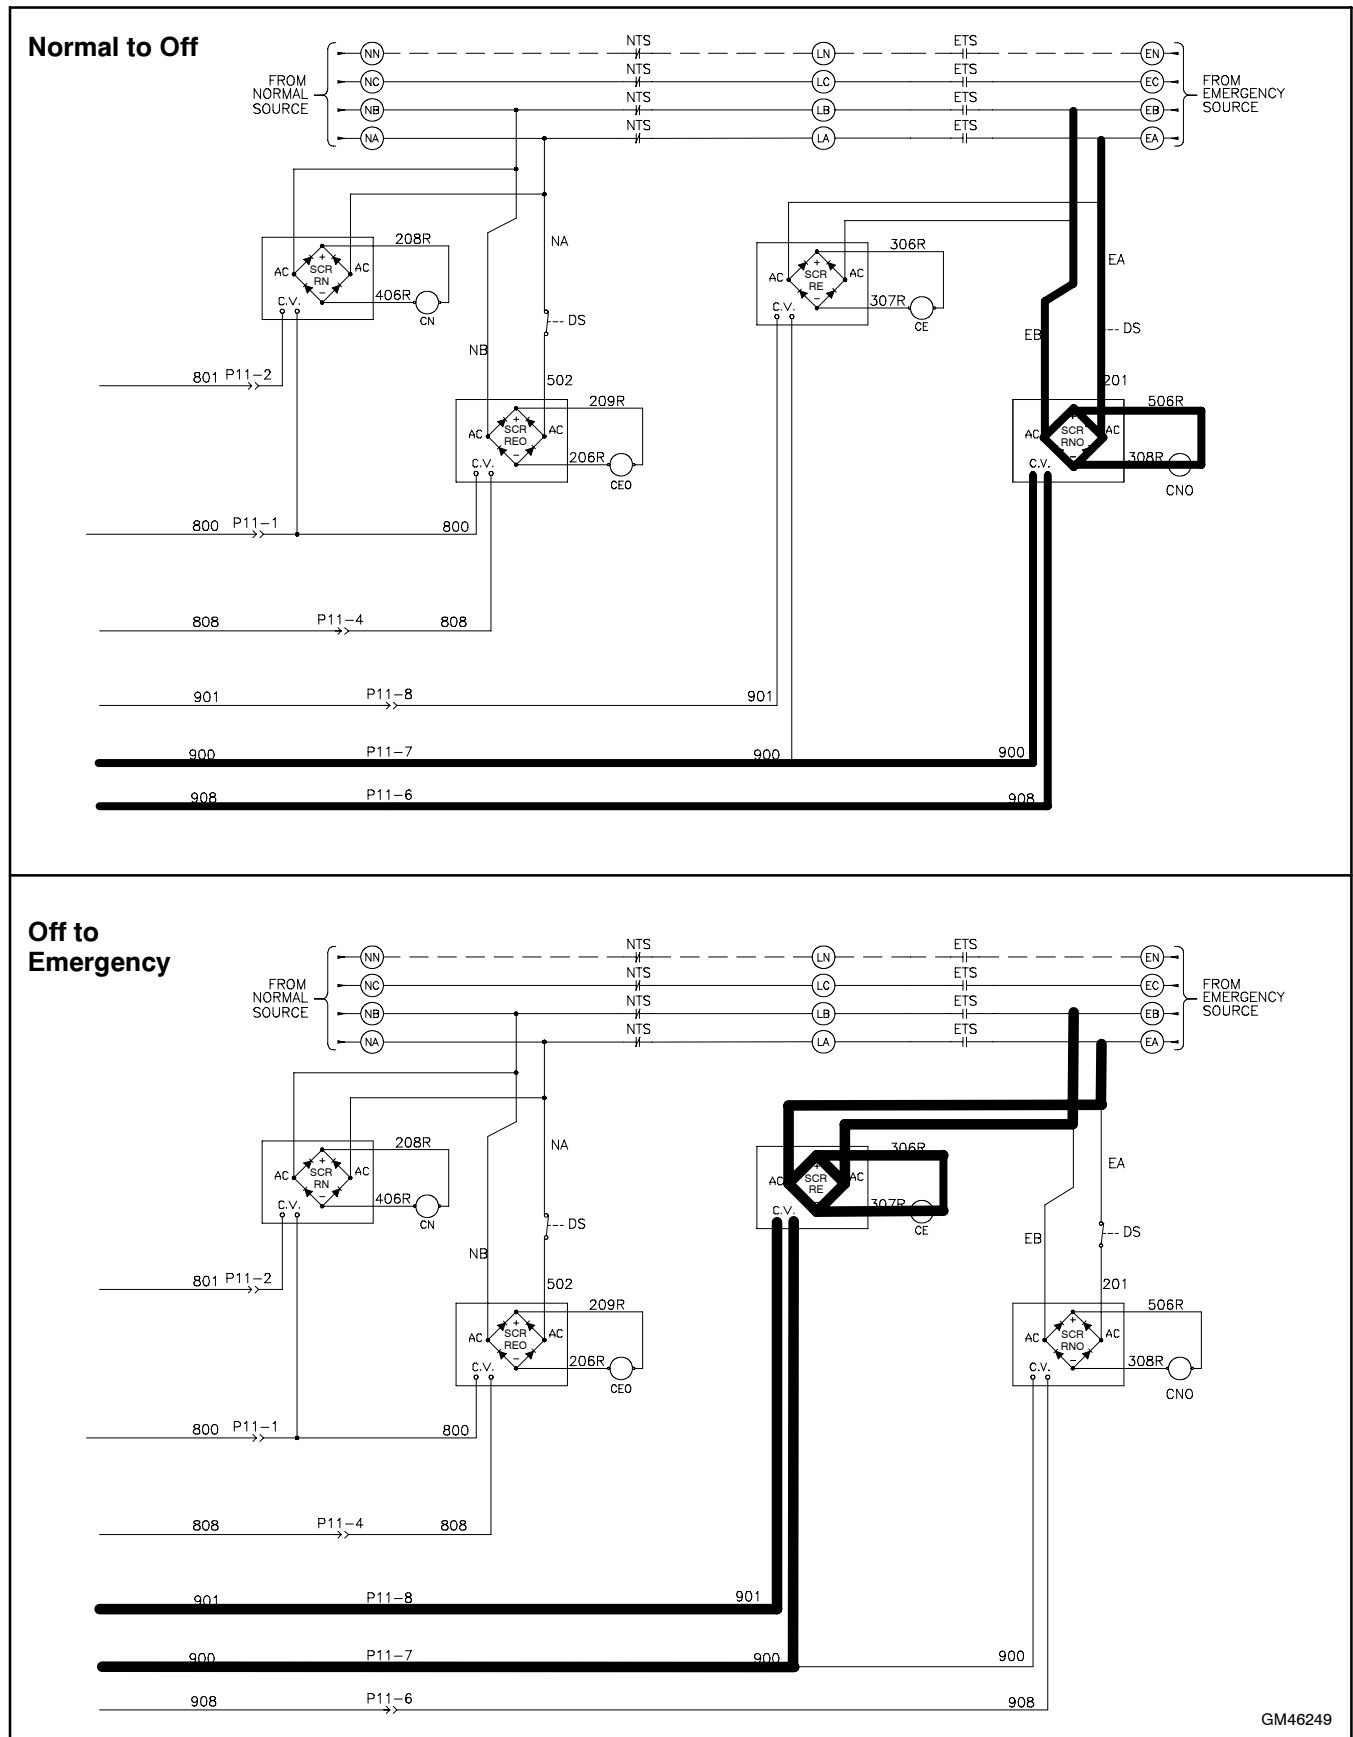 Normal to Off
NTS ETS
NN LN EN
NTS ETS
FROM NC LC EC FROM
NORMAL NTS ETS EMERGENCY
SOURCE NB LB EB SOURCE
NTS ETS
NA LA EA
208R NA 306R EA
AC + AC AC + AC
SCR SCR
RN RE
− −
406R 307R
C.V. CN C.V. CE
DS EB DS
NB
801 P11-2 502 201
209R 506R
+ +
AC SCR AC AC SCR AC
REO RNO
− −
C.V. 206R C.V. 308R
CEO CNO
800 P11-1 800
808 P11-4 808
901 P11-8 901
900 P11-7 900 900
908 P11-6 908
Off to
Emergency
NTS ETS
NN LN EN
NTS ETS
FROM NC LC EC FROM
NORMAL NTS ETS EMERGENCY
SOURCE NB LB EB SOURCE
NTS ETS
NA LA EA
208R NA 306R EA
AC + AC AC + AC
SCR SCR
RN RE
− −
406R 307R
C.V. CN C.V. CE
DS EB DS
NB
801 P11-2 502 201
209R 506R
+ +
AC SCR AC AC SCR AC
REO RNO
− −
C.V. 206R C.V. 308R
CEO CNO
800 P11-1 800
808 P11-4 808
901 P11-8 901
900 P11-7 900 900
908 P11-6 908
GM46249